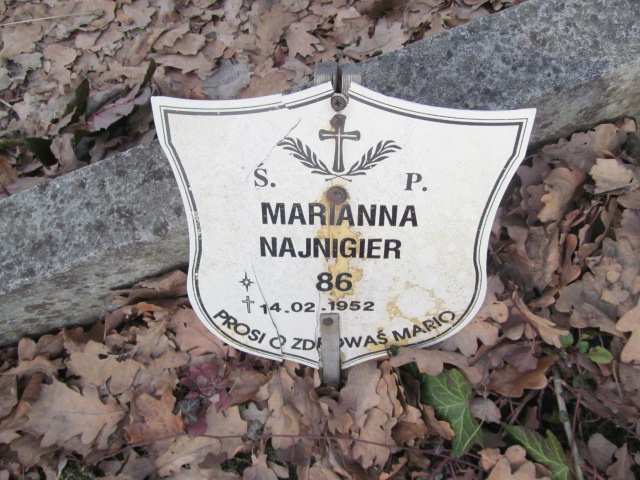 S. P.
MARIANNA
NAJNIGIER
86
14.02.1952
PROSI O ZDROWAŚ MARIO